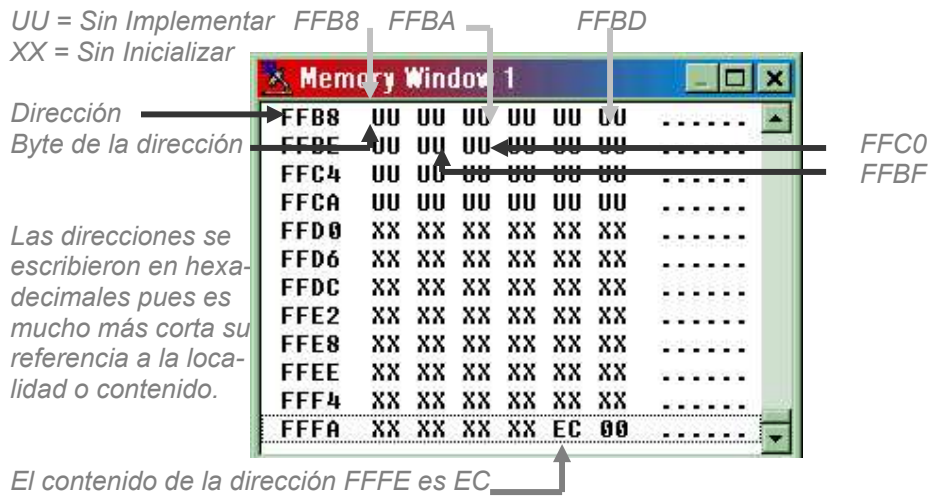 UU = Sin Implementar FFB8 FFBA FFBD
XX = Sin Inicializar
Memory Window 1
Dirección
Byte de la dirección
FFB8 UU UU UU UU UU UU ......
FFBE UU UU UU UU UU UU ......
FFC0
FFC4 UU UU UU UU UU UU ......
FFBF
FFCA UU UU UU UU UU UU ......
FFD0 XX XX XX XX XX XX ......
FFD6 XX XX XX XX XX XX ......
FFDC XX XX XX XX XX XX ......
FFE2 XX XX XX XX XX XX ......
FFE8 XX XX XX XX XX XX ......
FFEE XX XX XX XX XX XX ......
FFF4 XX XX XX XX XX XX ......
FFFA XX XX XX XX EC 00 ......
Las direcciones se
escribieron en hexa-
decimales pues es
mucho más corta su
referencia a la loca-
lidad o contenido.
El contenido de la dirección FFFE es EC